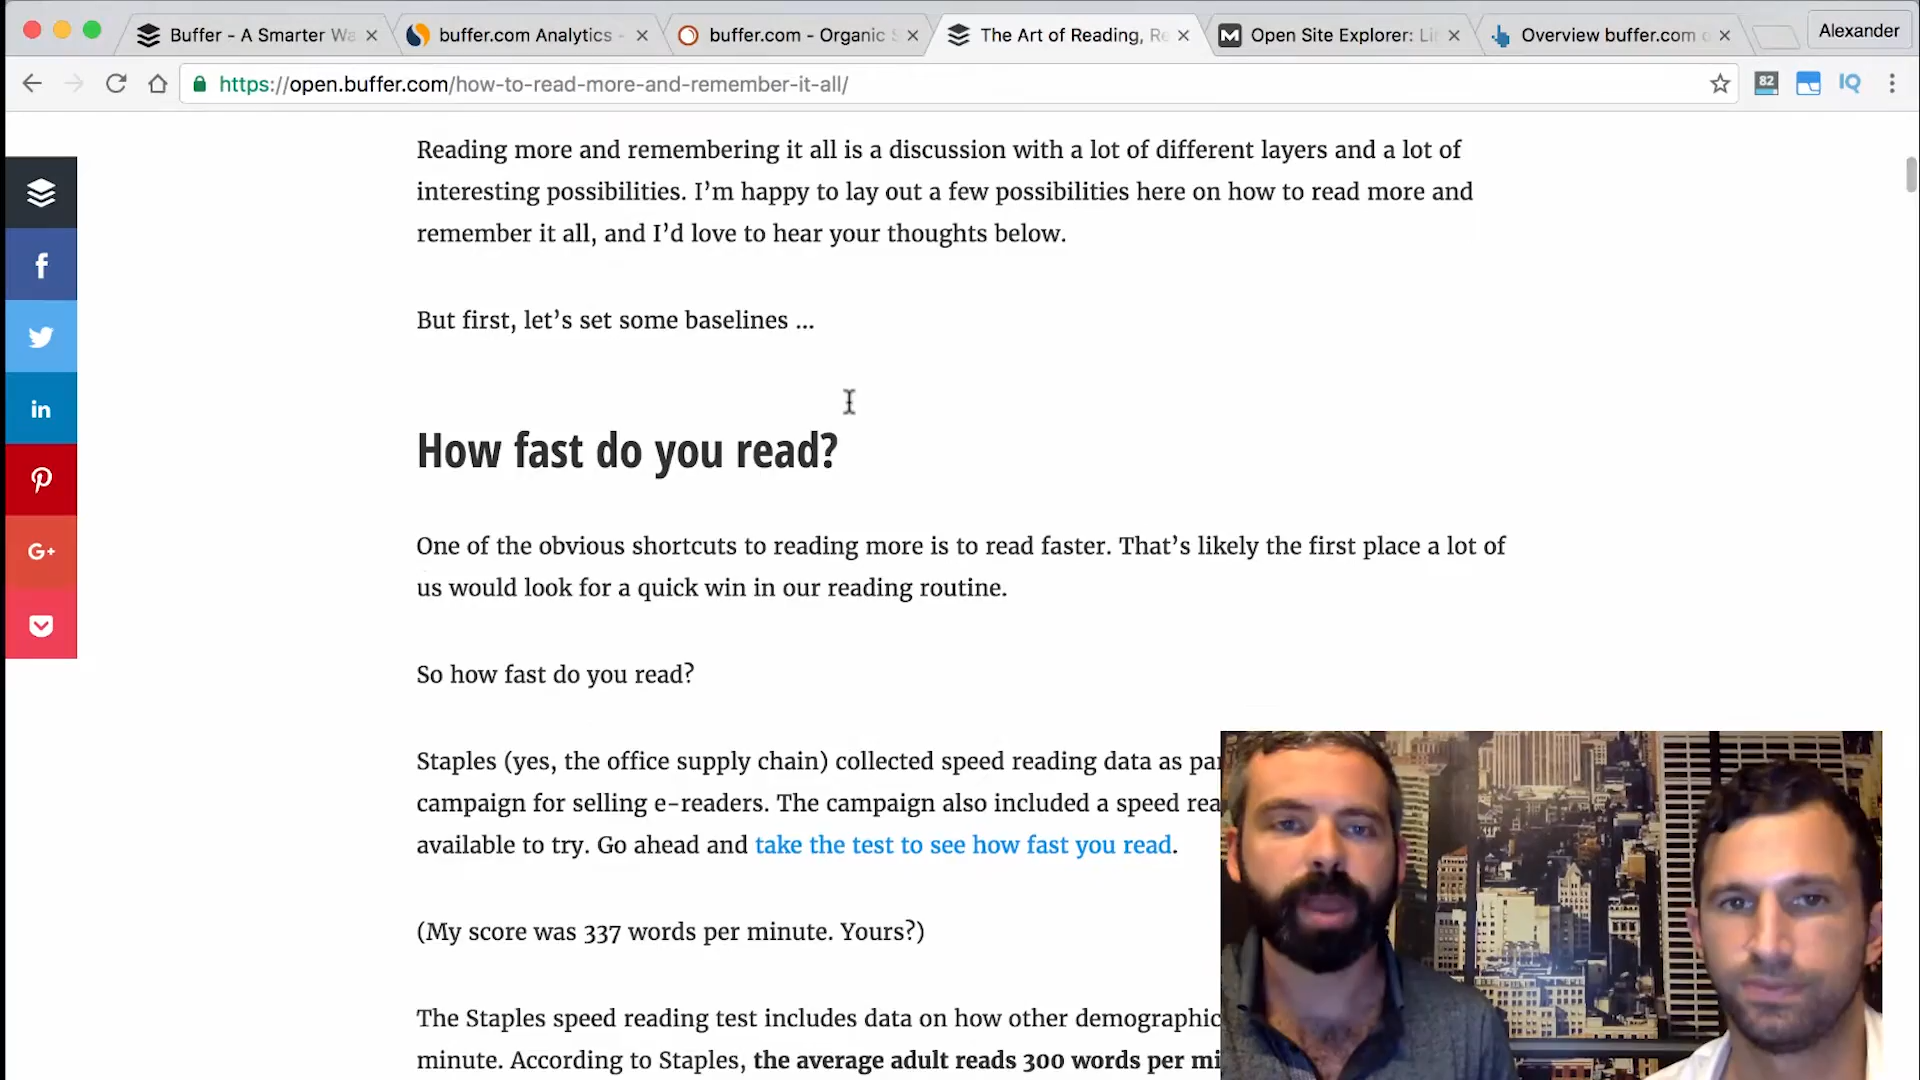 Buffer - A Smarter Wa
buffer.com Analytics -
buffer.com - Organic S
The Art of Reading, Re
Open Site Explorer: Li
Overview buffer.com o
Alexander
https://open.buffer.com/how-to-read-more-and-remember-it-all/
82
IQ
Reading more and remembering it all is a discussion with a lot of different layers and a lot of
interesting possibilities. I’m happy to lay out a few possibilities here on how to read more and
remember it all, and I’d love to hear your thoughts below.
But first, let’s set some baselines …
How fast do you read?
One of the obvious shortcuts to reading more is to read faster. That’s likely the first place a lot of
us would look for a quick win in our reading routine.
So how fast do you read?
Staples (yes, the office supply chain) collected speed reading data as par
campaign for selling e-readers. The campaign also included a speed rea
available to try. Go ahead and take the test to see how fast you read.
(My score was 337 words per minute. Yours?)
The Staples speed reading test includes data on how other demographic
minute. According to Staples, the average adult reads 300 words per mi